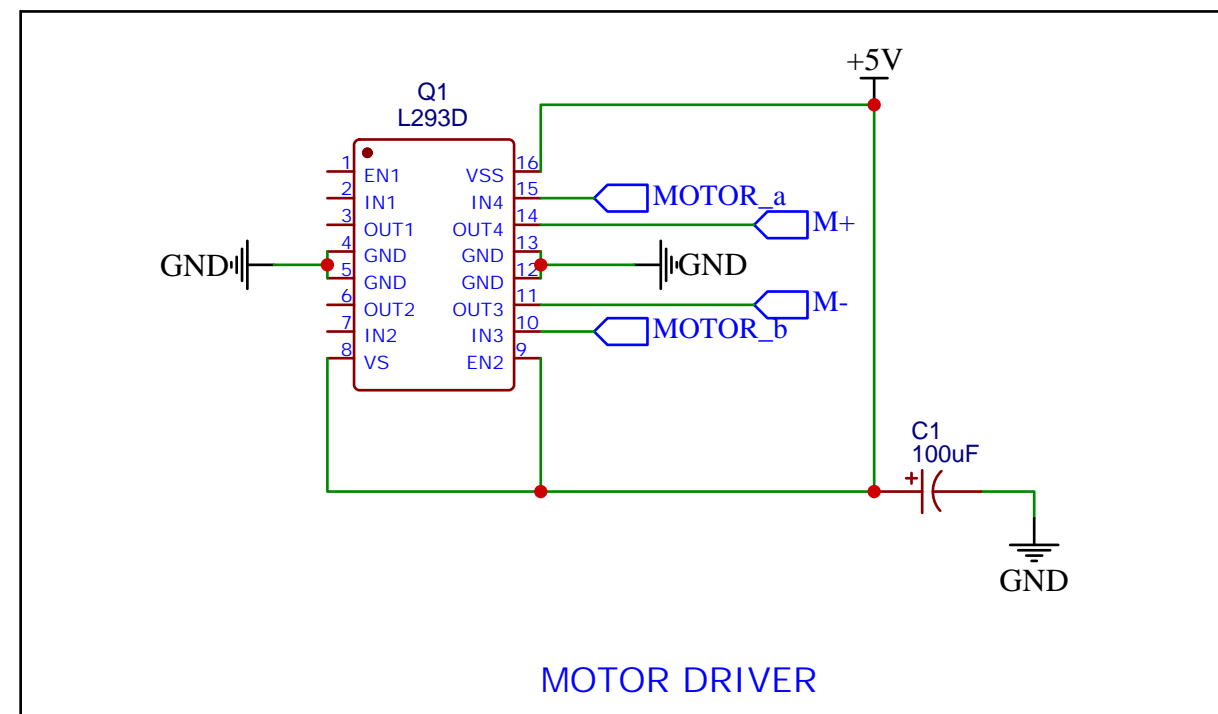 +5V
Q1
L293D
1 EN1 VSS 16
2 IN1 IN4 15 MOTOR_a
3 OUT1 OUT4 14 M+
4 GND GND 13
GND GND
5 GND GND 12
6 OUT2 OUT3 11 M-
7 IN2 IN3 10 MOTOR_b
8 VS EN2 9
C1
100uF
+
GND
MOTOR DRIVER